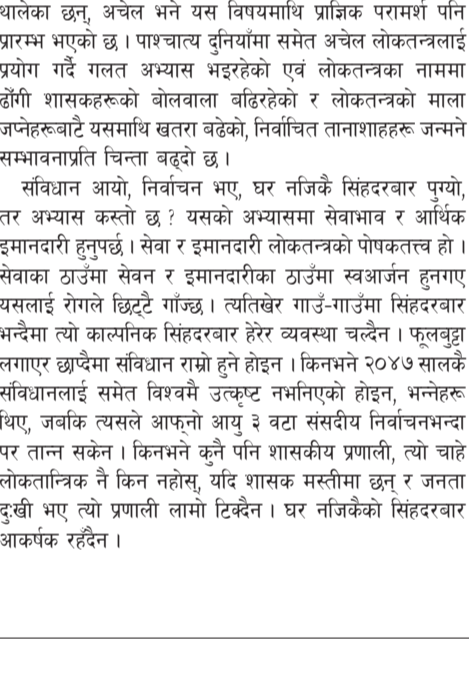 थालेका छन्, अचेल भने यस विषयमाथि प्राज्ञिक परामर्श पनि
प्रारम्भ भएको छ । पाश्चात्य दुनियाँमा समेत अचेल लोकतन्त्रलाई
प्रयोग गर्दै गलत अभ्यास भइरहेको एवं लोकतन्त्रका नाममा
ढोँगी शासकहरूको बोलवाला बढिरहेको र लोकतन्त्रको माला
जप्नेहरूबाटै यसमाथि खतरा बढेको, निर्वाचित तानाशाहहरू जन्मने
सम्भावनाप्रति चिन्ता बढ्दो छ ।
संविधान आयो, निर्वाचन भए, घर नजिकै सिंहदरबार पुग्यो,
तर अभ्यास कस्तो छ ? यसको अभ्यासमा सेवाभाव र आर्थिक
इमानदारी हुनुपर्छ । सेवा र इमानदारी लोकतन्त्रको पोषकतत्त्व हो ।
सेवाका ठाउँमा सेवन र इमानदारीका ठाउँमा स्वआर्जन हुनगए
यसलाई रोगले छिट्टै गाँज्छ । त्यतिखेर गाउँ-गाउँमा सिंहदरबार
भन्दैमा त्यो काल्पनिक सिंहदरबार हेरेर व्यवस्था चल्दैन । फूलबुट्टा
लगाएर छाप्दैमा संविधान राम्रो हुने होइन । किनभने २०४७ सालकै
संविधानलाई समेत विश्वमै उत्कृष्ट नभनिएको होइन, भन्नेहरू
थिए, जबकि त्यसले आफ्नो आयु ३ वटा संसदीय निर्वाचनभन्दा
पर तान्न सकेन । किनभने कुनै पनि शासकीय प्रणाली, त्यो चाहे
लोकतान्त्रिक नै किन नहोस्, यदि शासक मस्तीमा छन् र जनता
दुःखी भए त्यो प्रणाली लामो टिक्दैन । घर नजिकैको सिंहदरबार
आकर्षक रहँदैन ।